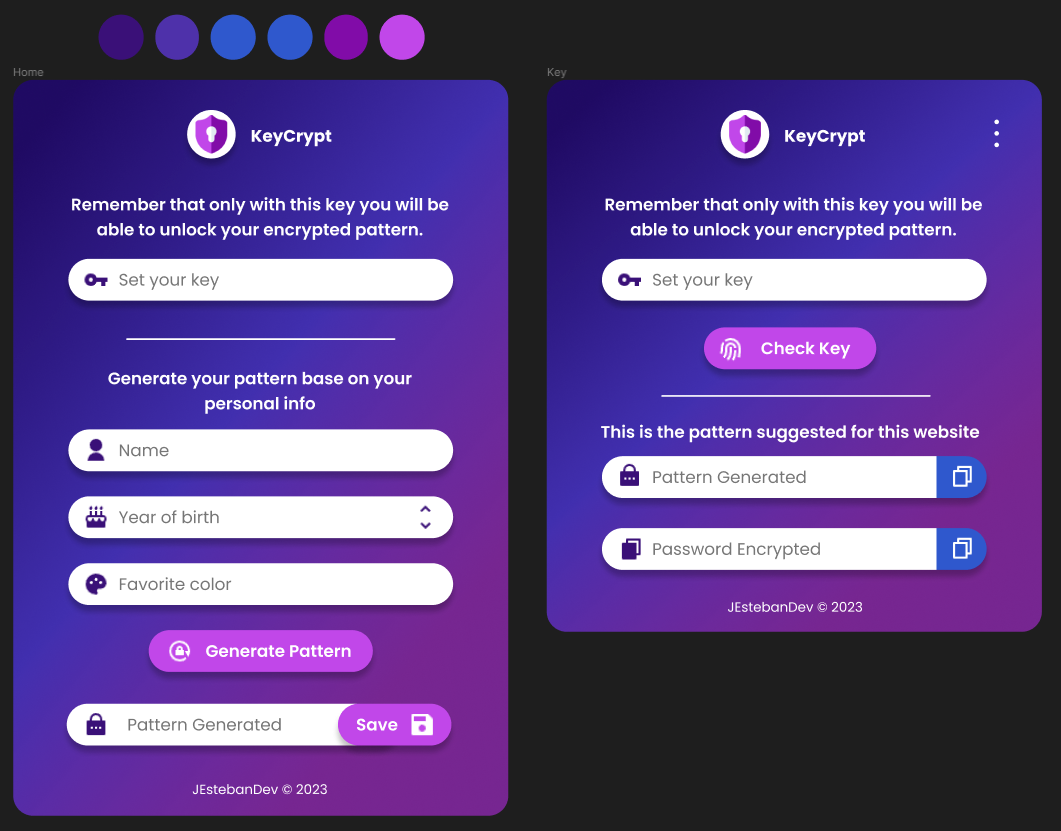 Home
KeyCrypt
Remember that only with this key you will be
able to unlock your encrypted pattern.
Set your key
Generate your pattern base on your
personal info
Name
Year of birth
Favorite color
Generate Pattern
Pattern Generated
Save
JEstebanDev © 2023
Key
KeyCrypt
Remember that only with this key you will be
able to unlock your encrypted pattern.
Set your key
Check Key
This is the pattern suggested for this website
Pattern Generated
Password Encrypted
JEstebanDev © 2023